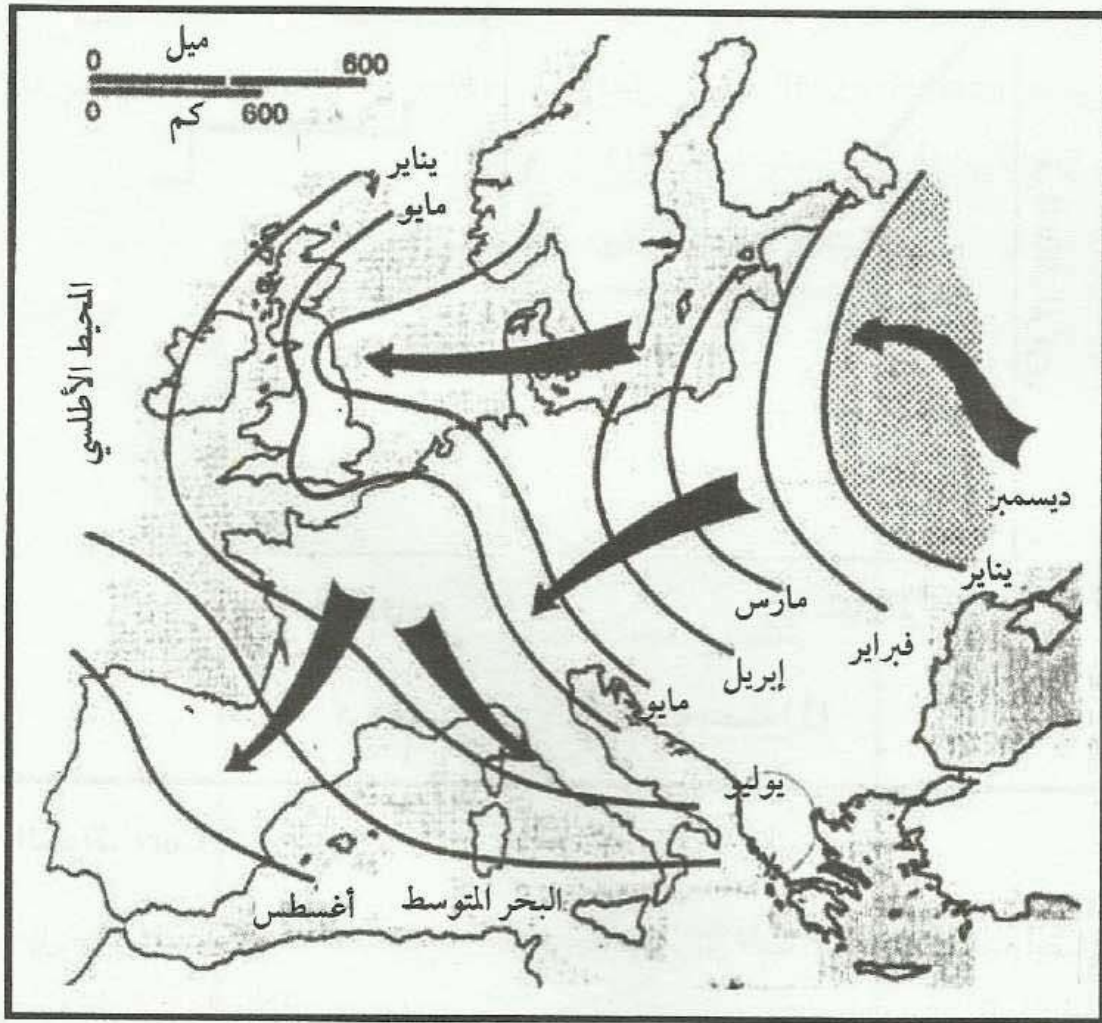 ميل
0 600
0 كم 600
يناير
مايو
المحيط الأطلسي
ديسمبر
يناير
مارس
فبراير
إبريل
مايو
يوليو
البحر المتوسط
أغسطس